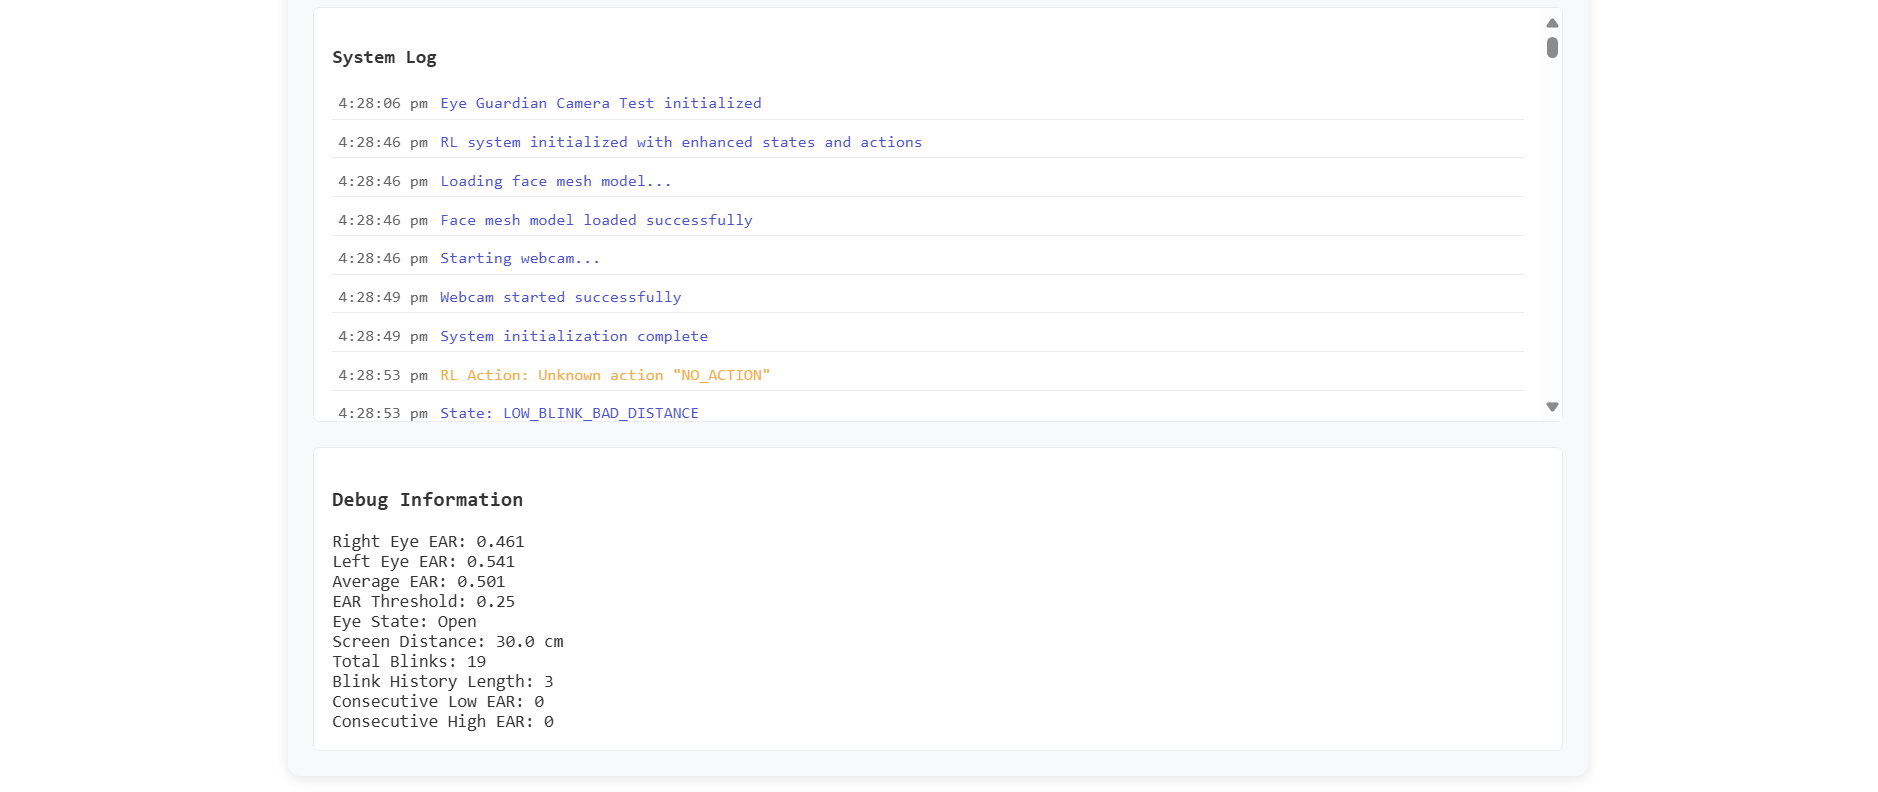 System Log
4:28:06 pm Eye Guardian Camera Test initialized
4:28:46 pm RL system initialized with enhanced states and actions
4:28:46 pm Loading face mesh model...
4:28:46 pm Face mesh model loaded successfully
4:28:46 pm Starting webcam...
4:28:49 pm Webcam started successfully
4:28:49 pm System initialization complete
4:28:53 pm RL Action: Unknown action "NO_ACTION"
4:28:53 pm State: LOW_BLINK_BAD_DISTANCE
Debug Information
Right Eye EAR: 0.461
Left Eye EAR: 0.541
Average EAR: 0.501
EAR Threshold: 0.25
Eye State: Open
Screen Distance: 30.0 cm
Total Blinks: 19
Blink History Length: 3
Consecutive Low EAR: 0
Consecutive High EAR: 0